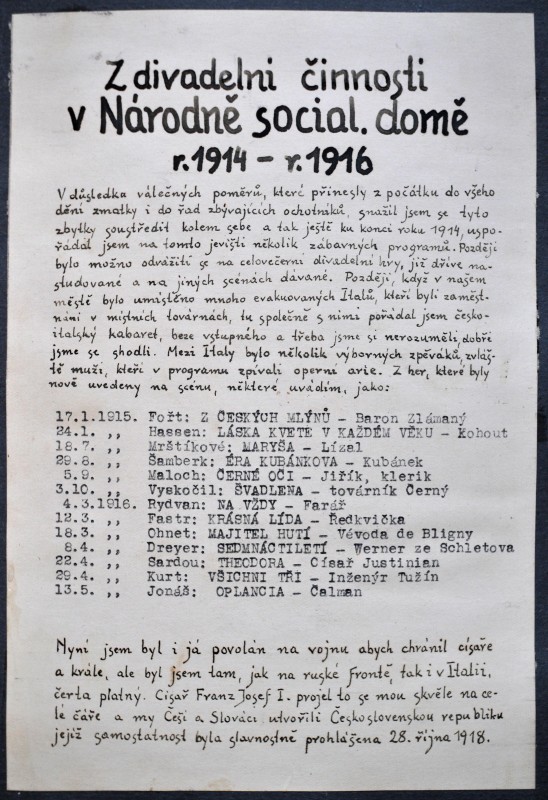 Z divadelni činnosti
v Národně social. domě
r. 1914 – r. 1916
V důsledka válečných poměrů, které přinesly z počátku do všeho
dění zmatky i do řad zbývajících ochotníků, snažil jsem se tyto
zbytky soustředit kolem sebe a tak ještě ku konci roku 1914, uspo-
řádal jsem na tomto jevišti několik zábavných programů. Později
bylo možno odvážiti se na celovečerní divadelní hry, již dříve na-
studované a na jiných scénách dávané. Později, když v našem
městě bylo umístěno mnoho evakuovaných Italů, kteří byli zaměst-
náni v místních továrnách, tu společně s nimi pořádal jsem česko-
italský kabaret, beze vstupného a třeba jsme si nerozuměli, dobře
jsme se shodli. Mezi Italy bylo několik výborných zpěváků, zvláš-
tě muži, kteří v programu zpívali operní arie. Z her, které byly
nově uvedeny na scénu, některé uvádím, jako:
17.1.1915. Fořt: Z ČESKÝCH MLÝNŮ – Baron Zlámaný
24.1. ,, Hassen: LÁSKA KVETE V KAŽDÉM VĚKU – Kohout
18.7. ,, Mrštíkové: MARYŠA – Lízal
29.8. ,, Šamberk: ÉRA KUBÁNKOVA – Kubánek
5.9. ,, Maloch: ČERNÉ OČI – Jiřík, klerik
3.10. ,, Vyskočil: ŠVADLENA – továrník Černý
4.3.1916. Rydvan: NA VŽDY – Farář
12.3. ,, Fastr: KRÁSNÁ LÍDA – Ředkvička
18.3. ,, Ohnet: MAJITEL HUTÍ – Vévoda de Bligny
8.4. ,, Dreyer: SEDMNÁCTILETÍ – Werner ze Schletova
22.4. ,, Sardou: THEODORA – Císař Justinian
29.4. ,, Kurt: VŠICHNI TŘI – Inženýr Tužín
13.5. ,, Jonáš: OPLANCIA – Calman
Nyní jsem byl i já povolán na vojnu abych chránil císaře
a krále, ale byl jsem tam, jak na ruské frontě, tak i v Italii,
čerta platný. Císař Franz Josef I. projel to se mou skvěle na ce-
lé čáře a my Češi a Slováci utvořili Československou republiku
jejíž samostatnost byla slavnostně prohlášena 28. října 1918.